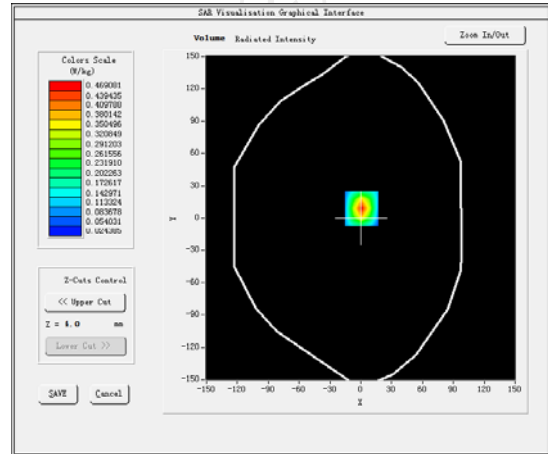 SAR Visualisation Graphical Interface
Volume Radiated Intensity
Zoom In/Out
Colors Scale
(W/kg)
0.469081
0.439435
0.409788
0.380142
0.350496
0.320849
0.291203
0.261556
0.231910
0.202263
0.172617
0.142971
0.113324
0.083678
0.054031
0.024385
Z-Cuts Control
<< Upper Cut
Z = 4.0 mm
Lower Cut >>
SAVE Cancel
150
120
90
60
30
0
-30
-60
-90
-120
-150
Y
-150 -120 -90 -60 -30 0 30 60 90 120 150
X